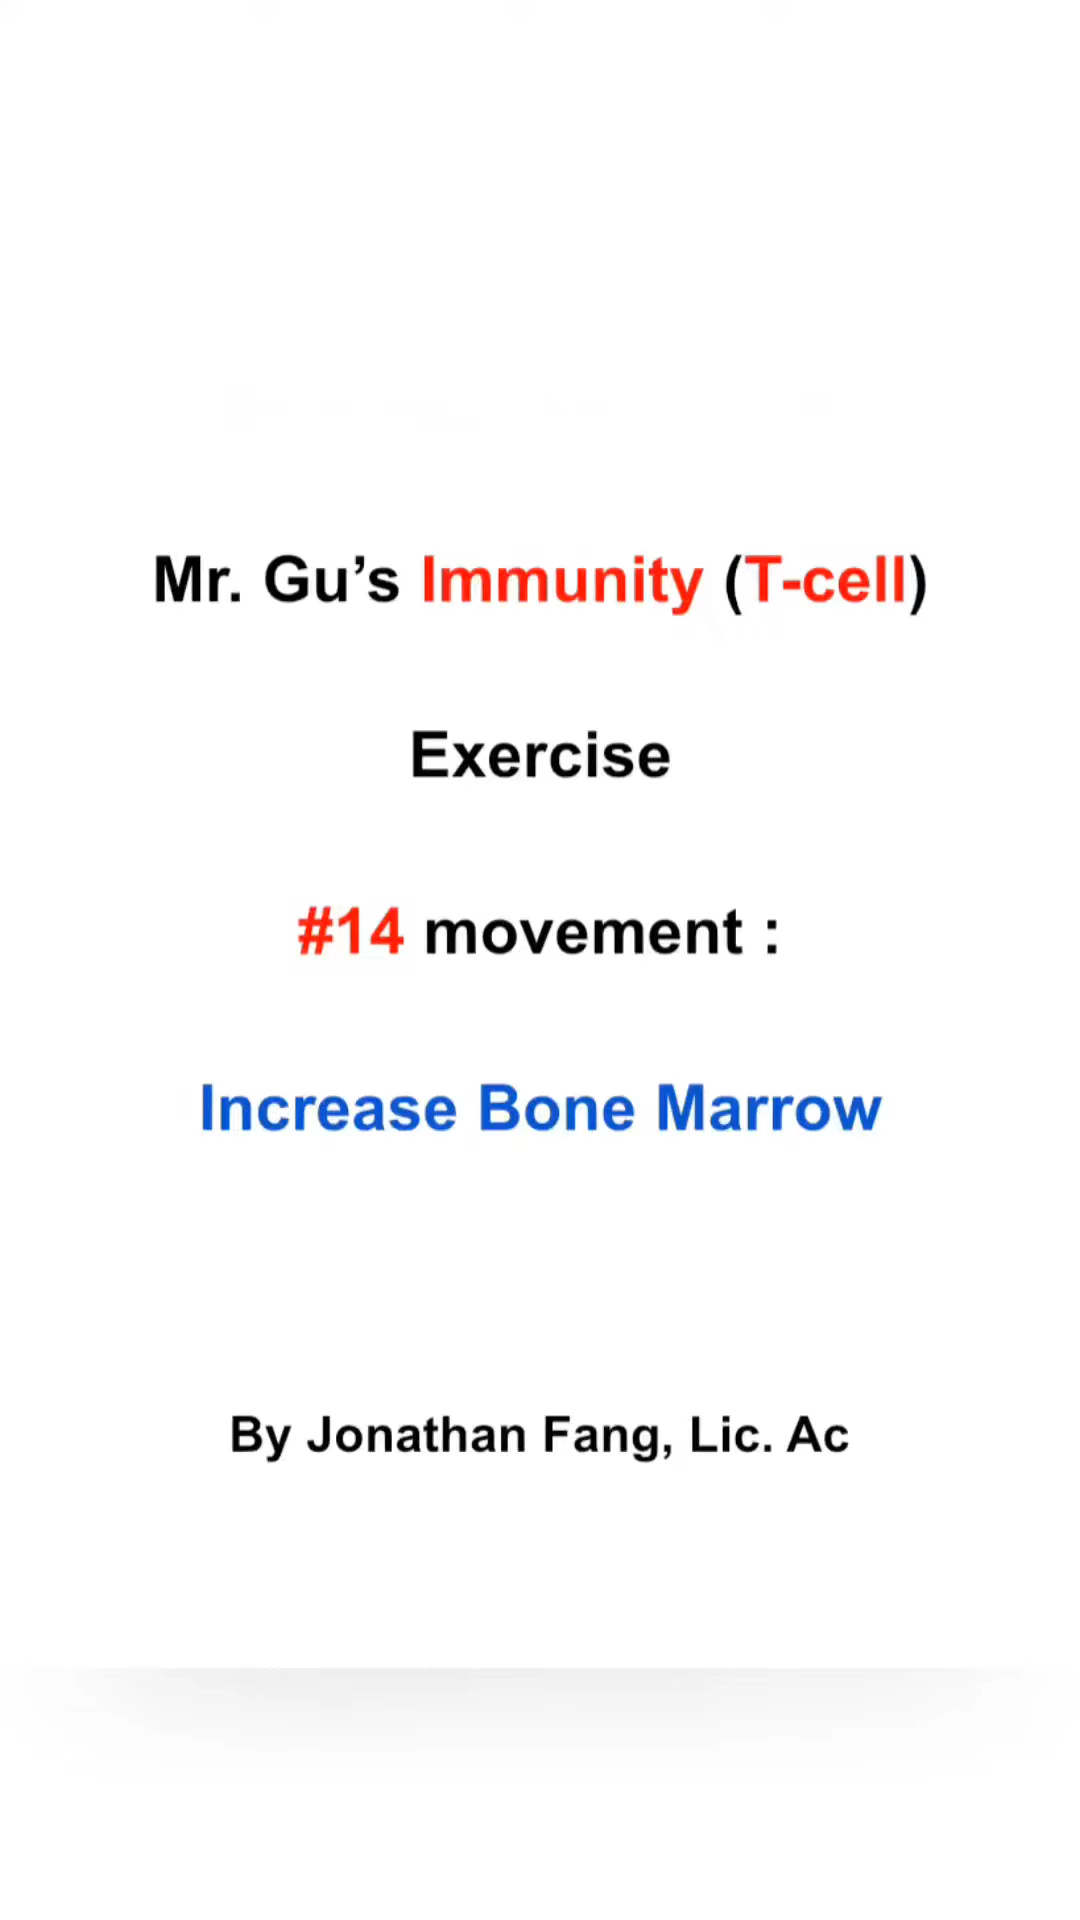 Mr. Gu’s Immunity (T-cell)
Exercise
#14 movement :
Increase Bone Marrow
By Jonathan Fang, Lic. Ac